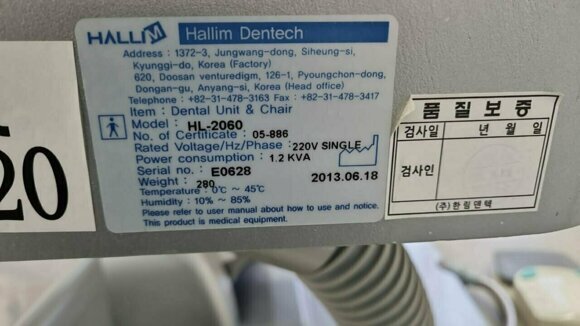 HALLIM Hallim Dentech
Address : 1372-3, Jungwang-dong, Siheung-si,
Kyunggi-do, Korea (Factory)
620, Doosan venturedigm, 126-1, Pyounchon-dong,
Dongan-gu, Anyang-si, Korea (Head office)
Telephone : +82-31-478-3163 Fax : +82-31-478-3417
Item : Dental Unit & Chair
Model : HL-2060
No. of Certificate : 05-886
Rated Voltage/Hz/Phase : 220V SINGLE
Power consumption : 1.2 KVA
Serial no. : E0628
Weight : 280
2013.06.18
Temperature : 0℃ ~ 45℃
Humidity : 10% ~ 85%
Please refer to user manual about how to use and notice.
This product is medical equipment.
20
품질보증
검사일 년 월 일
검사인
(주)한림덴텍